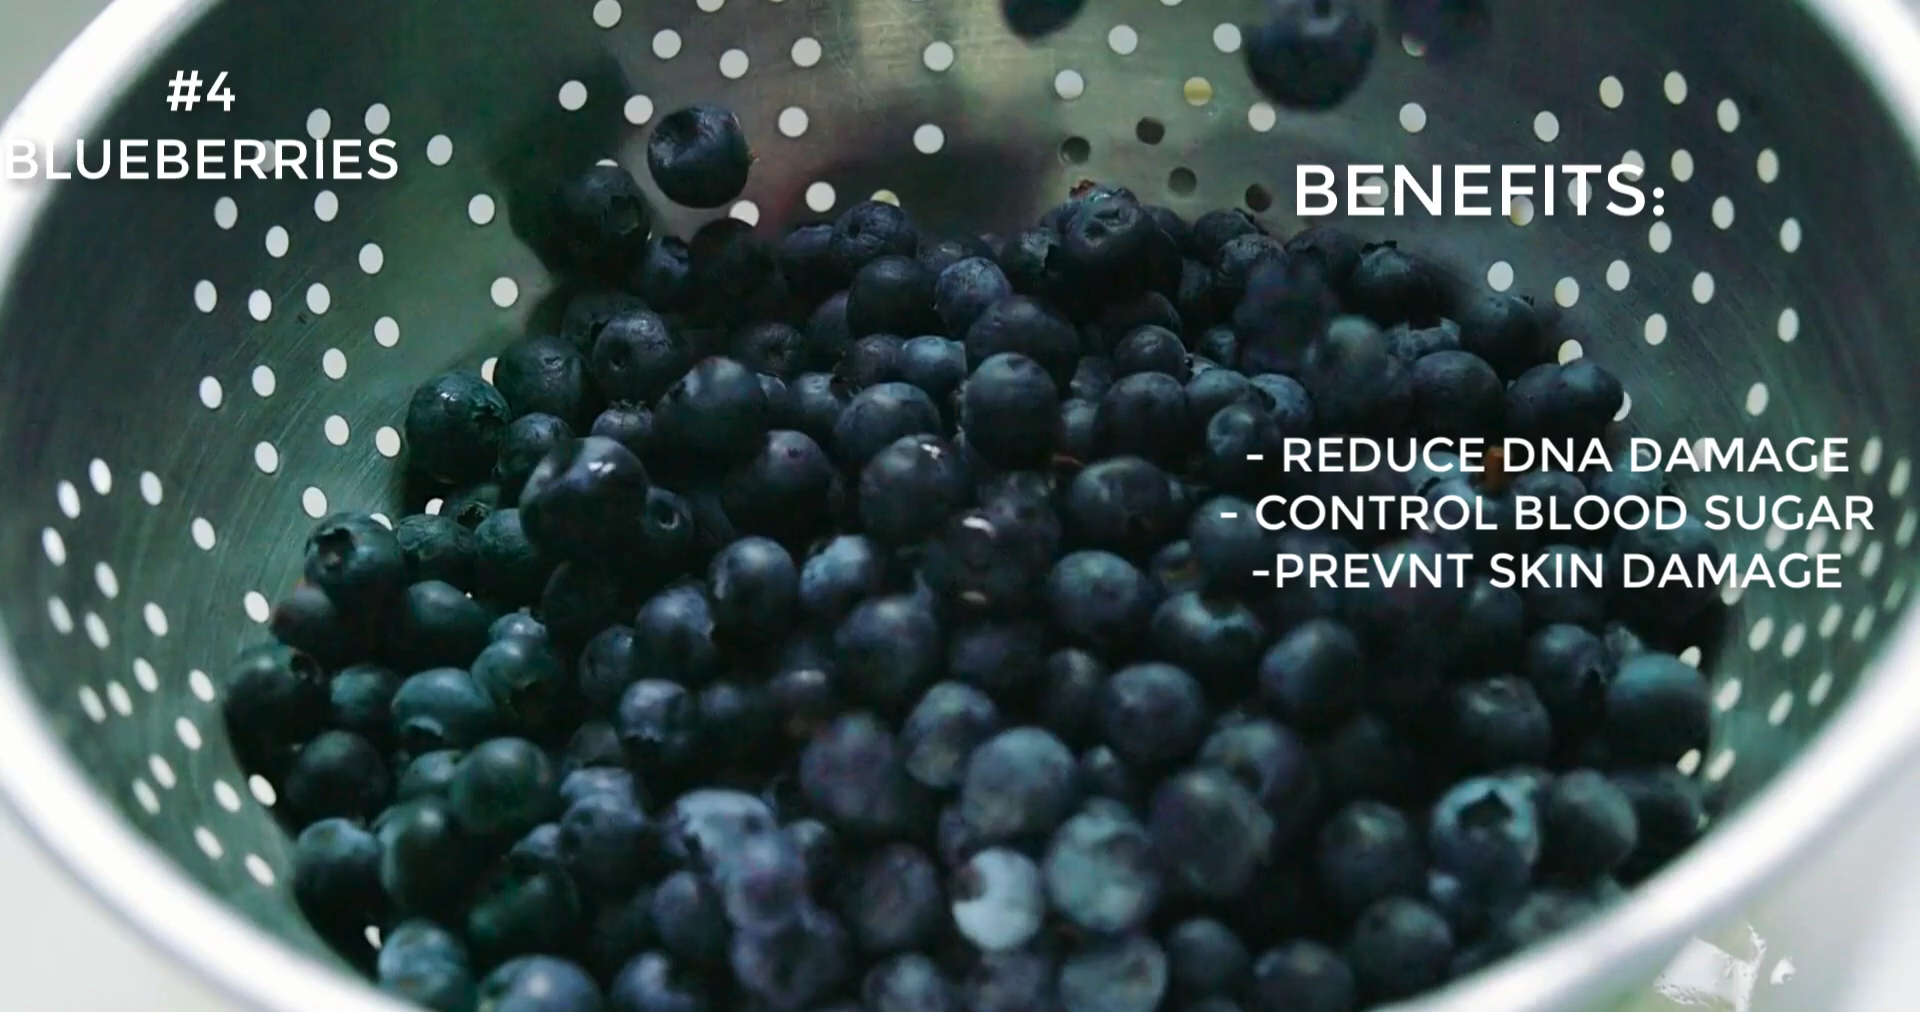 #4
BLUEBERRIES
BENEFITS:
- REDUCE DNA DAMAGE
- CONTROL BLOOD SUGAR
-PREVNT SKIN DAMAGE